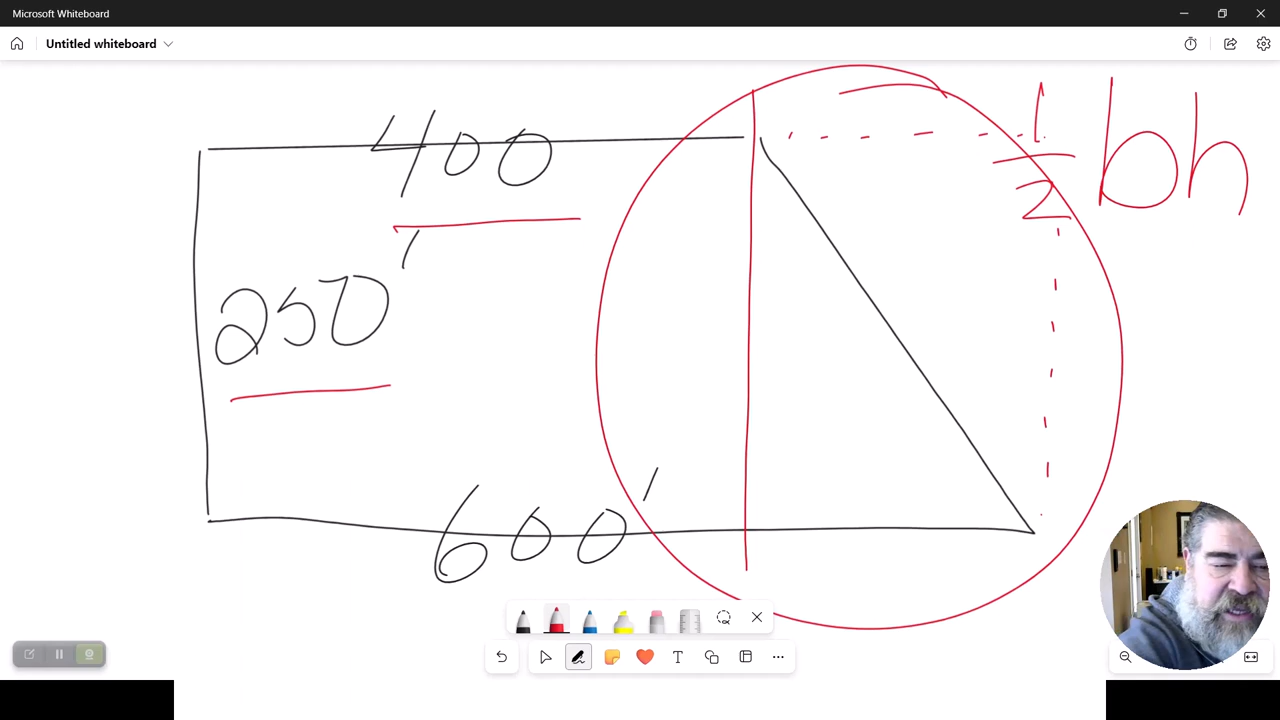 Microsoft Whiteboard
Untitled whiteboard
400'
1/2 bh
250
600'